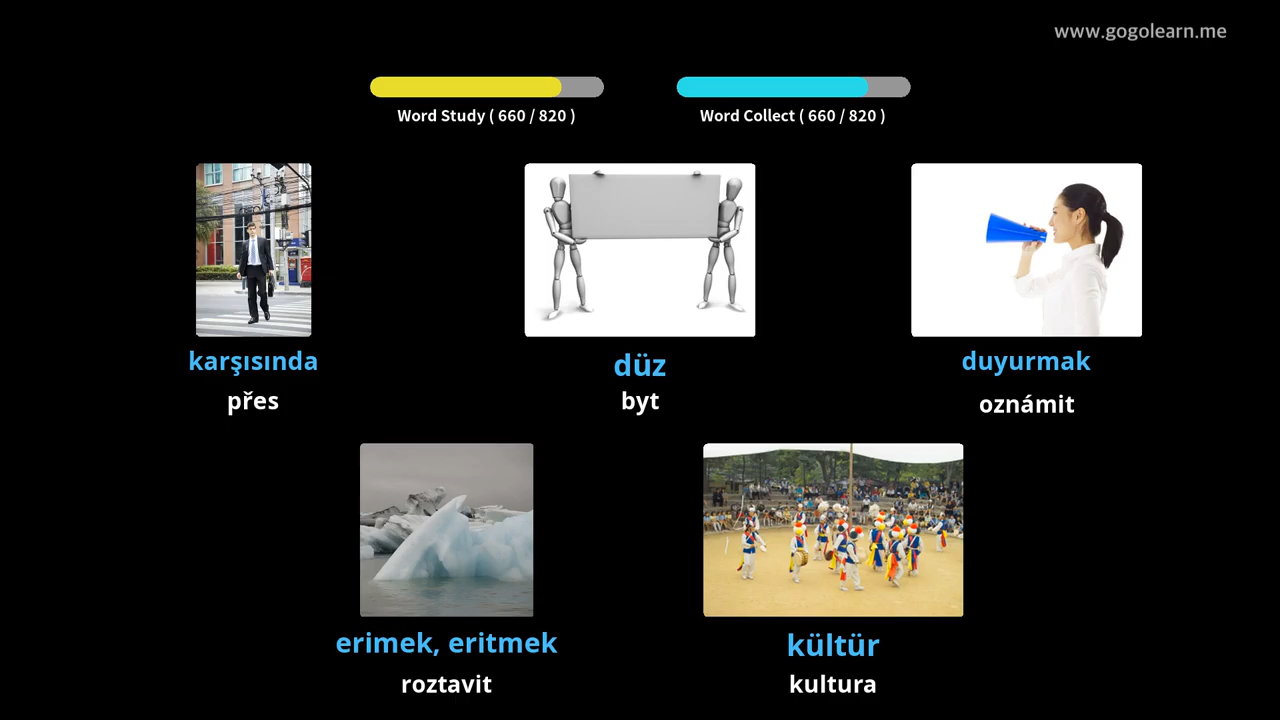 www.gogolearn.me
Word Study ( 660 / 820 )
Word Collect ( 660 / 820 )
karşısında
přes
düz
byt
duyurmak
oznámit
erimek, eritmek
roztavit
kültür
kultura